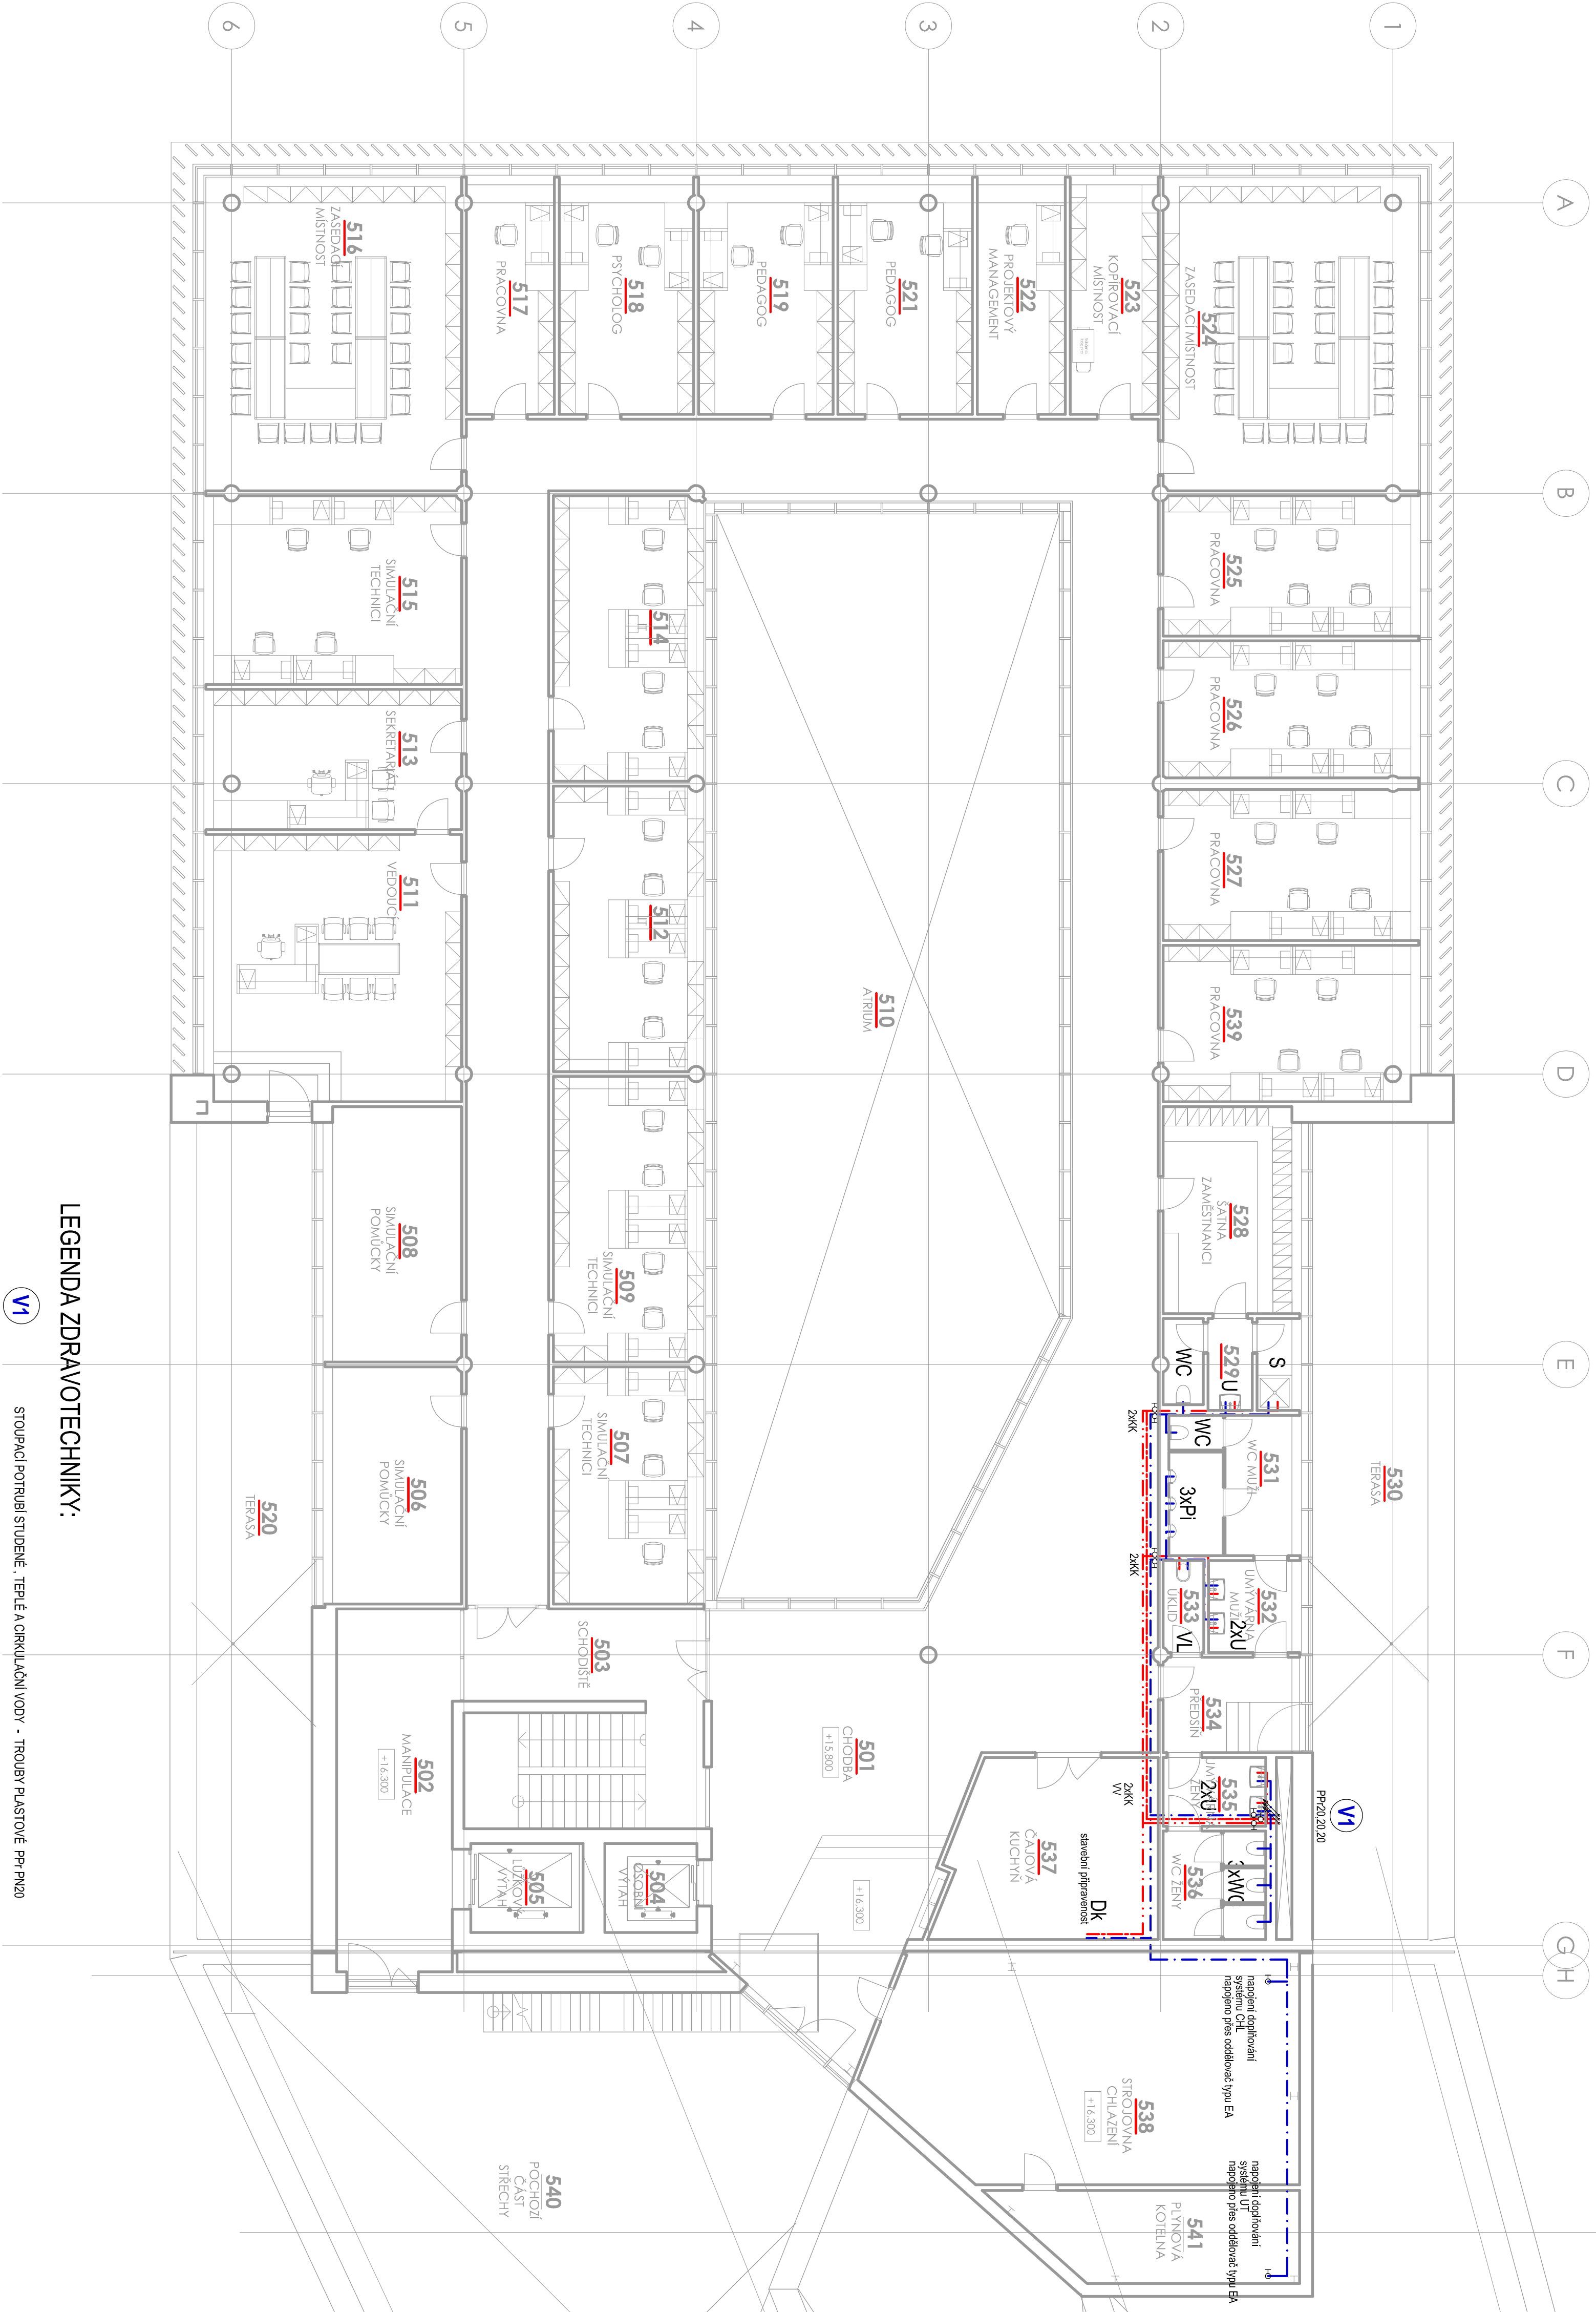 6
5
4
3
2
1
A
B
C
D
E
F
G
H
516
ZASEDACÍ
MÍSTNOST
517
PRACOVNA
518
PSYCHOLOG
519
PEDAGOG
521
PEDAGOG
522
PROJEKTOVÝ
MANAGEMENT
523
KOPÍROVACÍ
MÍSTNOST
524
ZASEDACÍ MÍSTNOST
515
SIMULAČNÍ
TECHNICI
514
525
PRACOVNA
526
PRACOVNA
513
SEKRETARIÁT
511
VEDOUCÍ
512
510
ATRIUM
527
PRACOVNA
539
PRACOVNA
508
SIMULAČNÍ
POMŮCKY
509
SIMULAČNÍ
TECHNICI
528
ŠATNA
ZAMĚSTNANCI
WC
529
U
S
2xKK
WC
531
WC MUŽI
530
TERASA
3xPi
506
SIMULAČNÍ
POMŮCKY
507
SIMULAČNÍ
TECHNICI
520
TERASA
2xKK
533
ÚKLID
VL
532
UMÝVÁRNA
MUŽI
2xU
503
SCHODIŠTĚ
534
PŘEDSÍŇ
501
CHODBA
+15.800
502
MANIPULACE
+16.300
2xKK
VV
535
UMÝVÁRNA
ŽENY
2xU
V1
PPr20,20,20
537
ČAJOVÁ
KUCHYŇ
Dk
stavební připravenost
536
WC ŽENY
3xWC
505
LŮŽKOVÝ
VÝTAH
504
OSOBNÍ
VÝTAH
+16.300
napojení doplňování
systému CHL
napojeno přes oddělovač typu EA
538
STROJOVNA
CHLAZENÍ
+16.300
napojení doplňování
systému UT
napojeno přes oddělovač typu EA
541
PLYNOVÁ
KOTELNA
540
POCHOZÍ
ČÁST
STŘECHY
LEGENDA ZDRAVOTECHNIKY:
V1
STOUPACÍ POTRUBÍ STUDENÉ , TEPLÉ A CIRKULAČNÍ VODY - TROUBY PLASTOVÉ PPr PN20